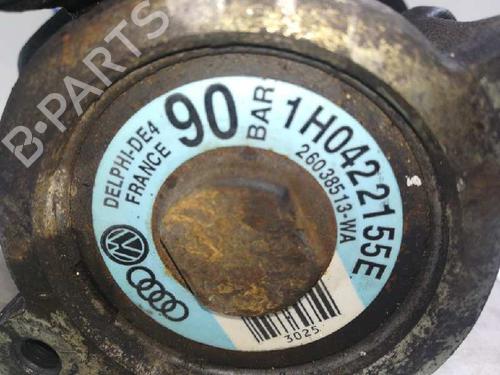 B-PARTS
DELPHI-DE4
FRANCE
90
BAR
1H0422155E
26038513-WA
3025